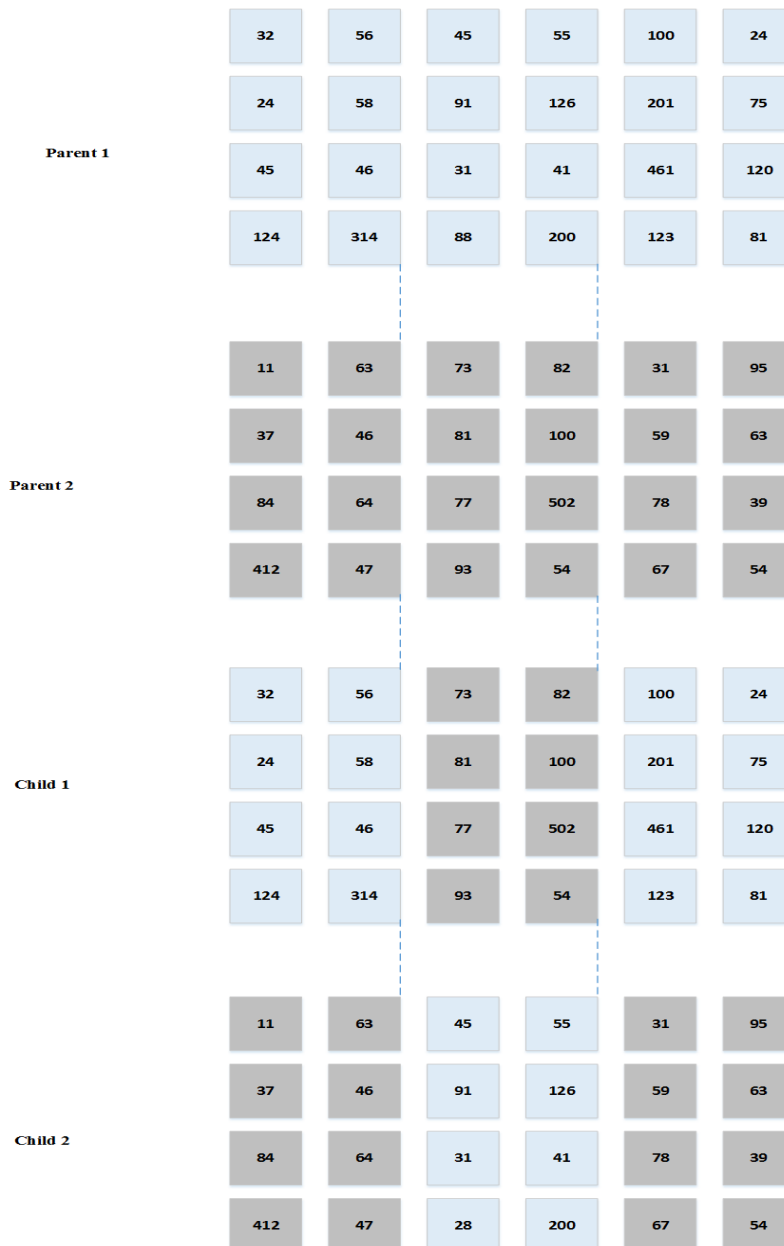 32 56 45 55 100 24
24 58 91 126 201 75
Parent 1
45 46 31 41 461 120
124 314 88 200 123 81
11 63 73 82 31 95
37 46 81 100 59 63
Parent 2
84 64 77 502 78 39
412 47 93 54 67 54
32 56 73 82 100 24
24 58 81 100 201 75
Child 1
45 46 77 502 461 120
124 314 93 54 123 81
11 63 45 55 31 95
37 46 91 126 59 63
Child 2
84 64 31 41 78 39
412 47 28 200 67 54